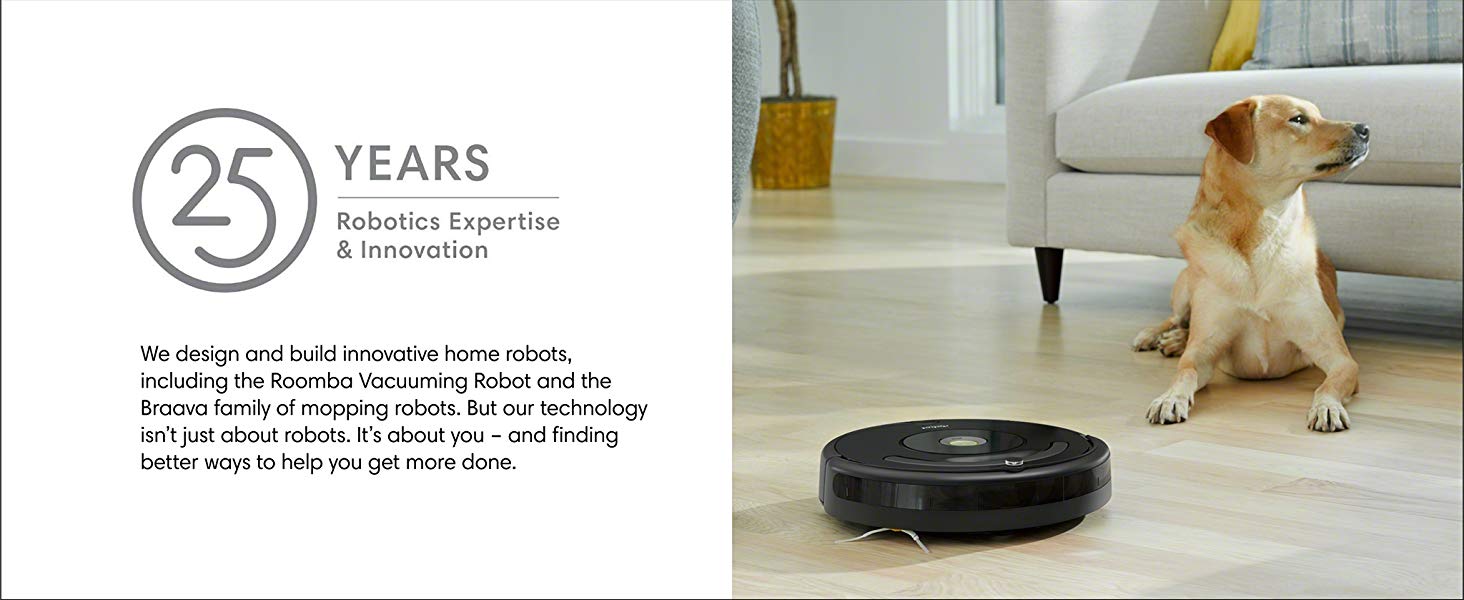 25
YEARS
Robotics Expertise
& Innovation
We design and build innovative home robots,
including the Roomba Vacuuming Robot and the
Braava family of mopping robots. But our technology
isn't just about robots. It's about you – and finding
better ways to help you get more done.
iRobot